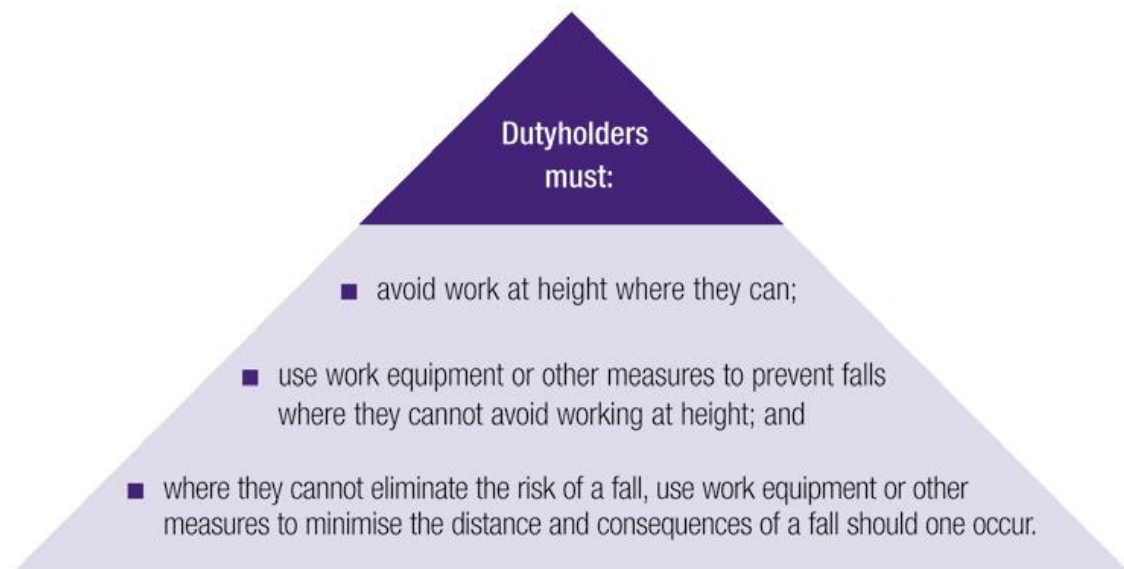 Dutyholders
must:
■ avoid work at height where they can;
■ use work equipment or other measures to prevent falls
where they cannot avoid working at height; and
■ where they cannot eliminate the risk of a fall, use work equipment or other
measures to minimise the distance and consequences of a fall should one occur.